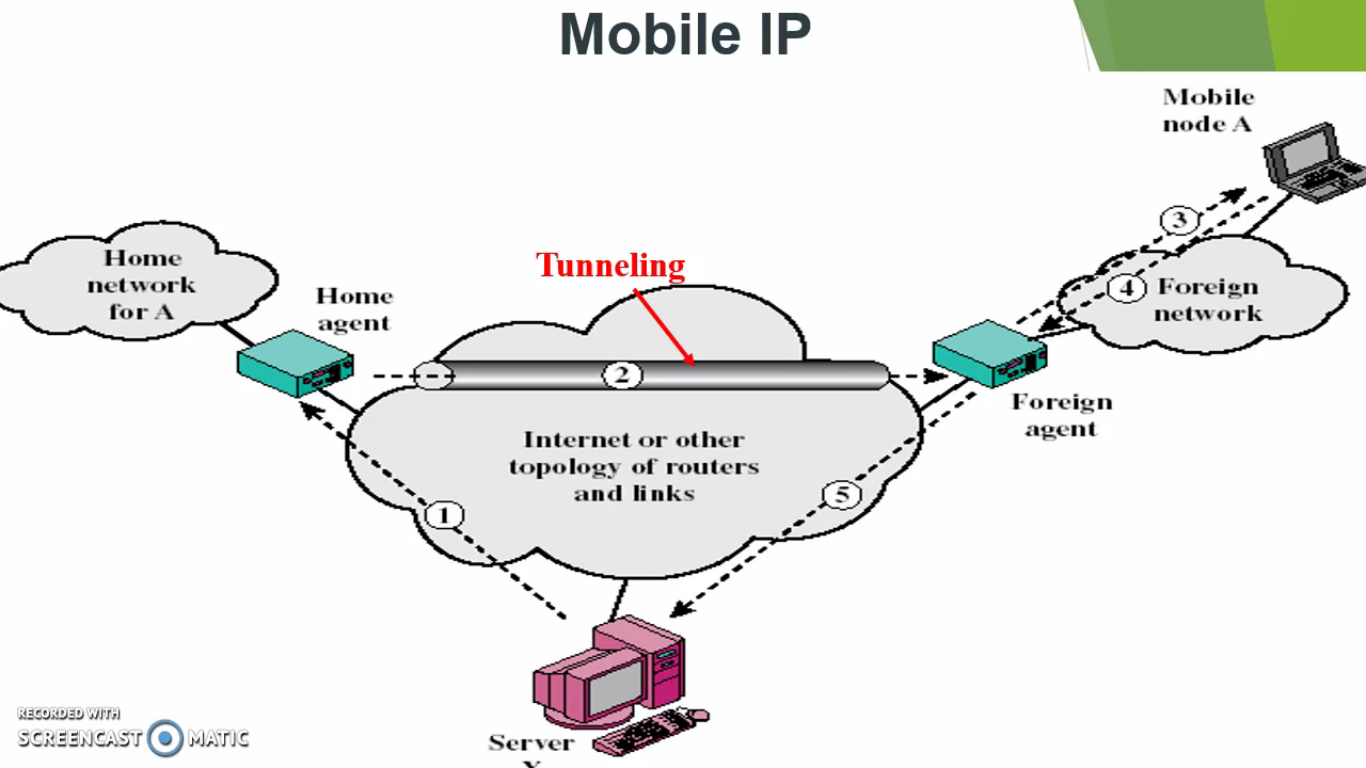 Mobile IP
Mobile
node A
3
Home
network
for A
Tunneling
Home
agent
4
Foreign
network
2
Foreign
agent
Internet or other
topology of routers
and links
5
1
RECORDED WITH
SCREENCAST MATIC
Server
X